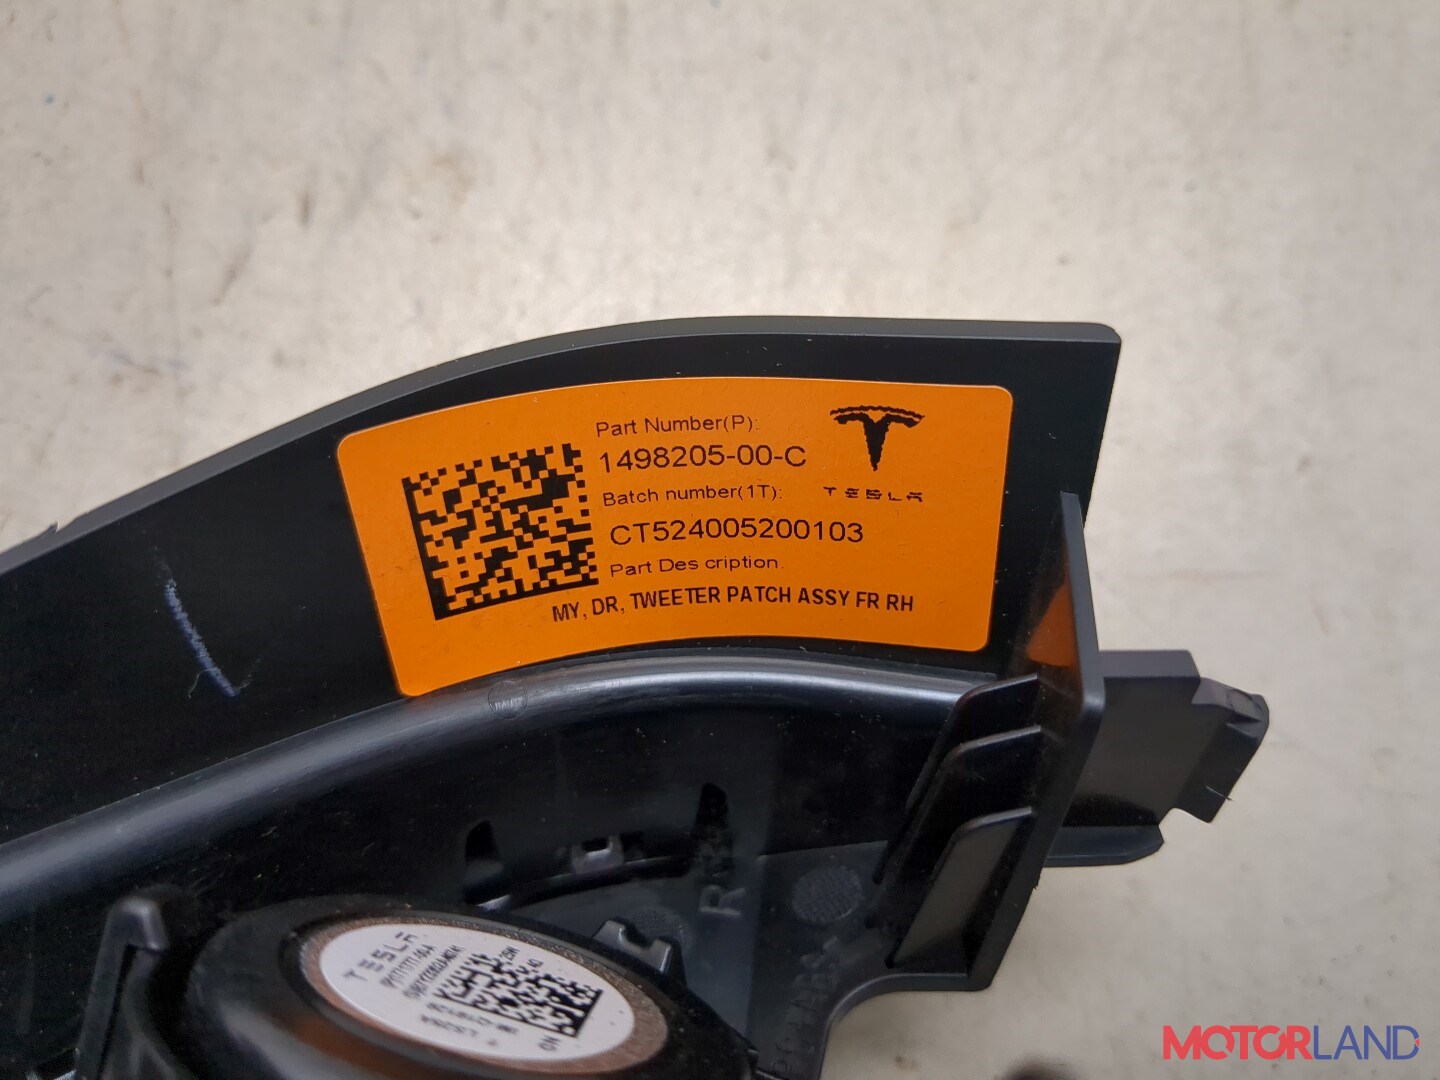 Part Number(P):
1498205-00-C
Batch number(1T):
TESLA
CT524005200103
Part Des cription.
MY, DR, TWEETER PATCH ASSY FR RH
TESLA
MOTORLAND